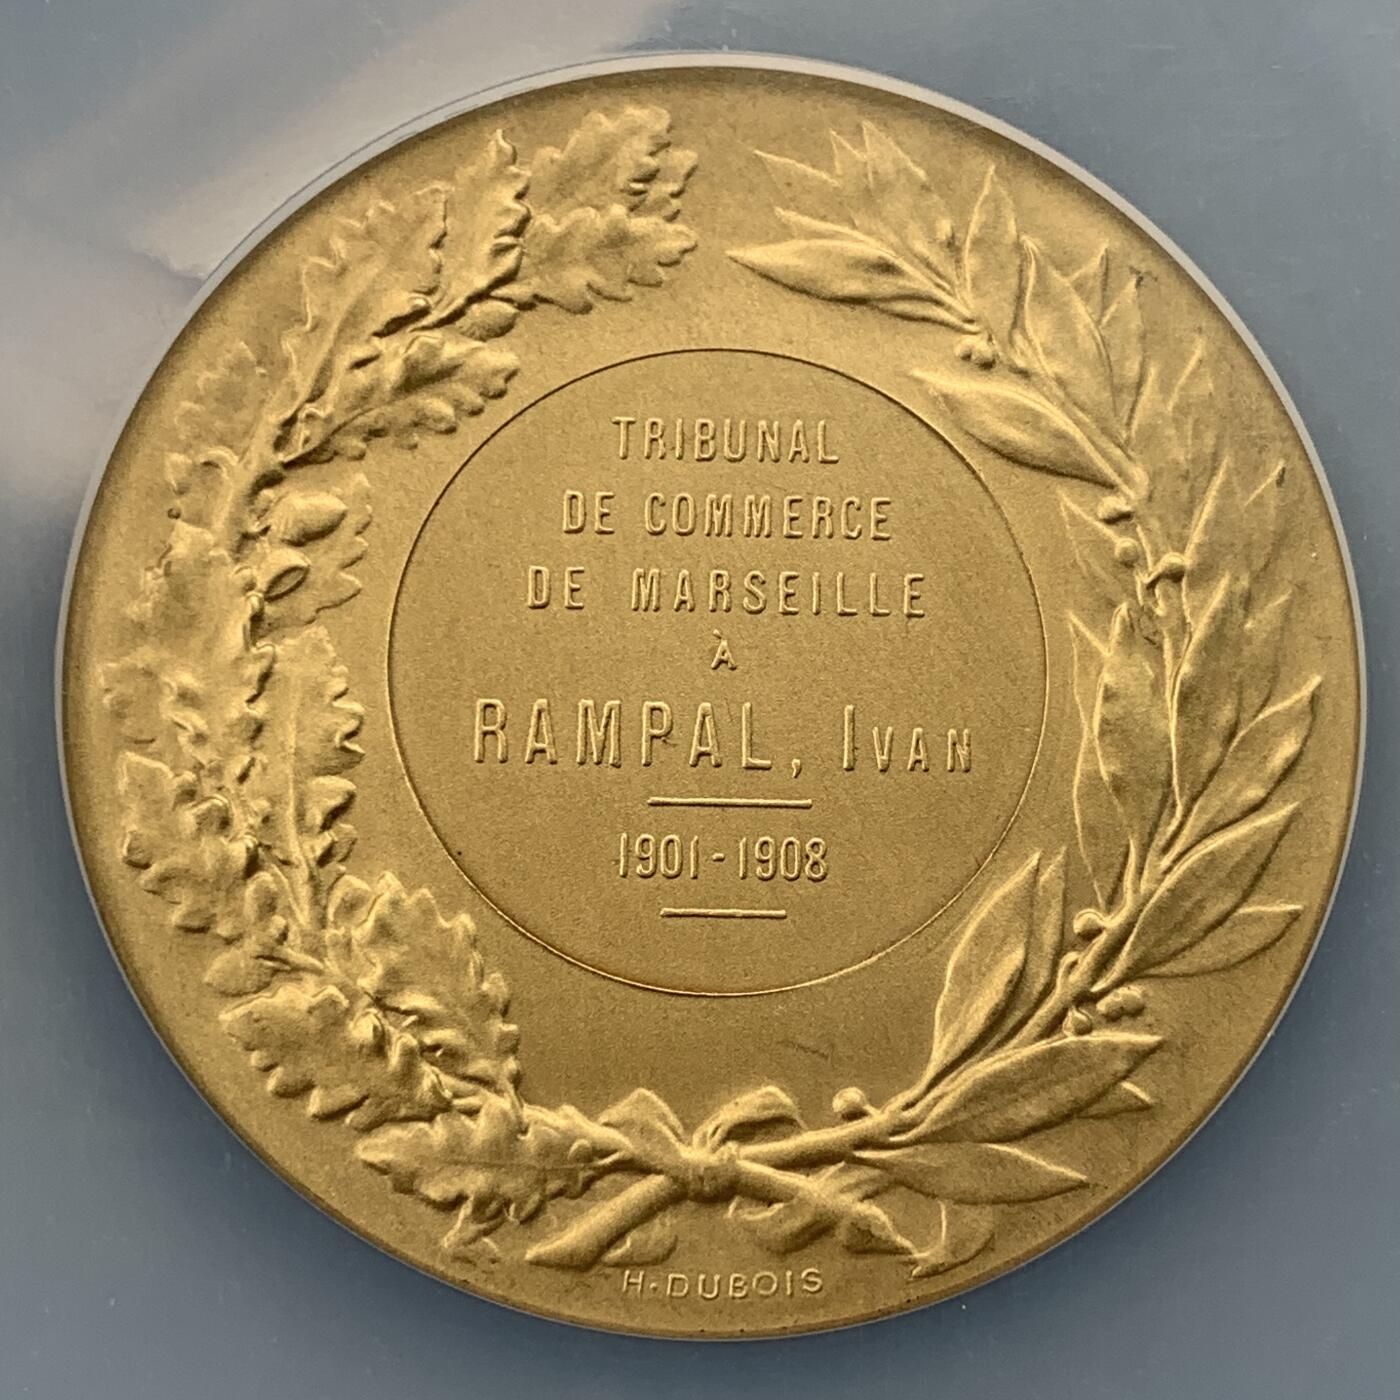 TRIBUNAL
DE COMMERCE
DE MARSEILLE
À
RAMPAL, IVAN
1901-1908
H·DUBOIS